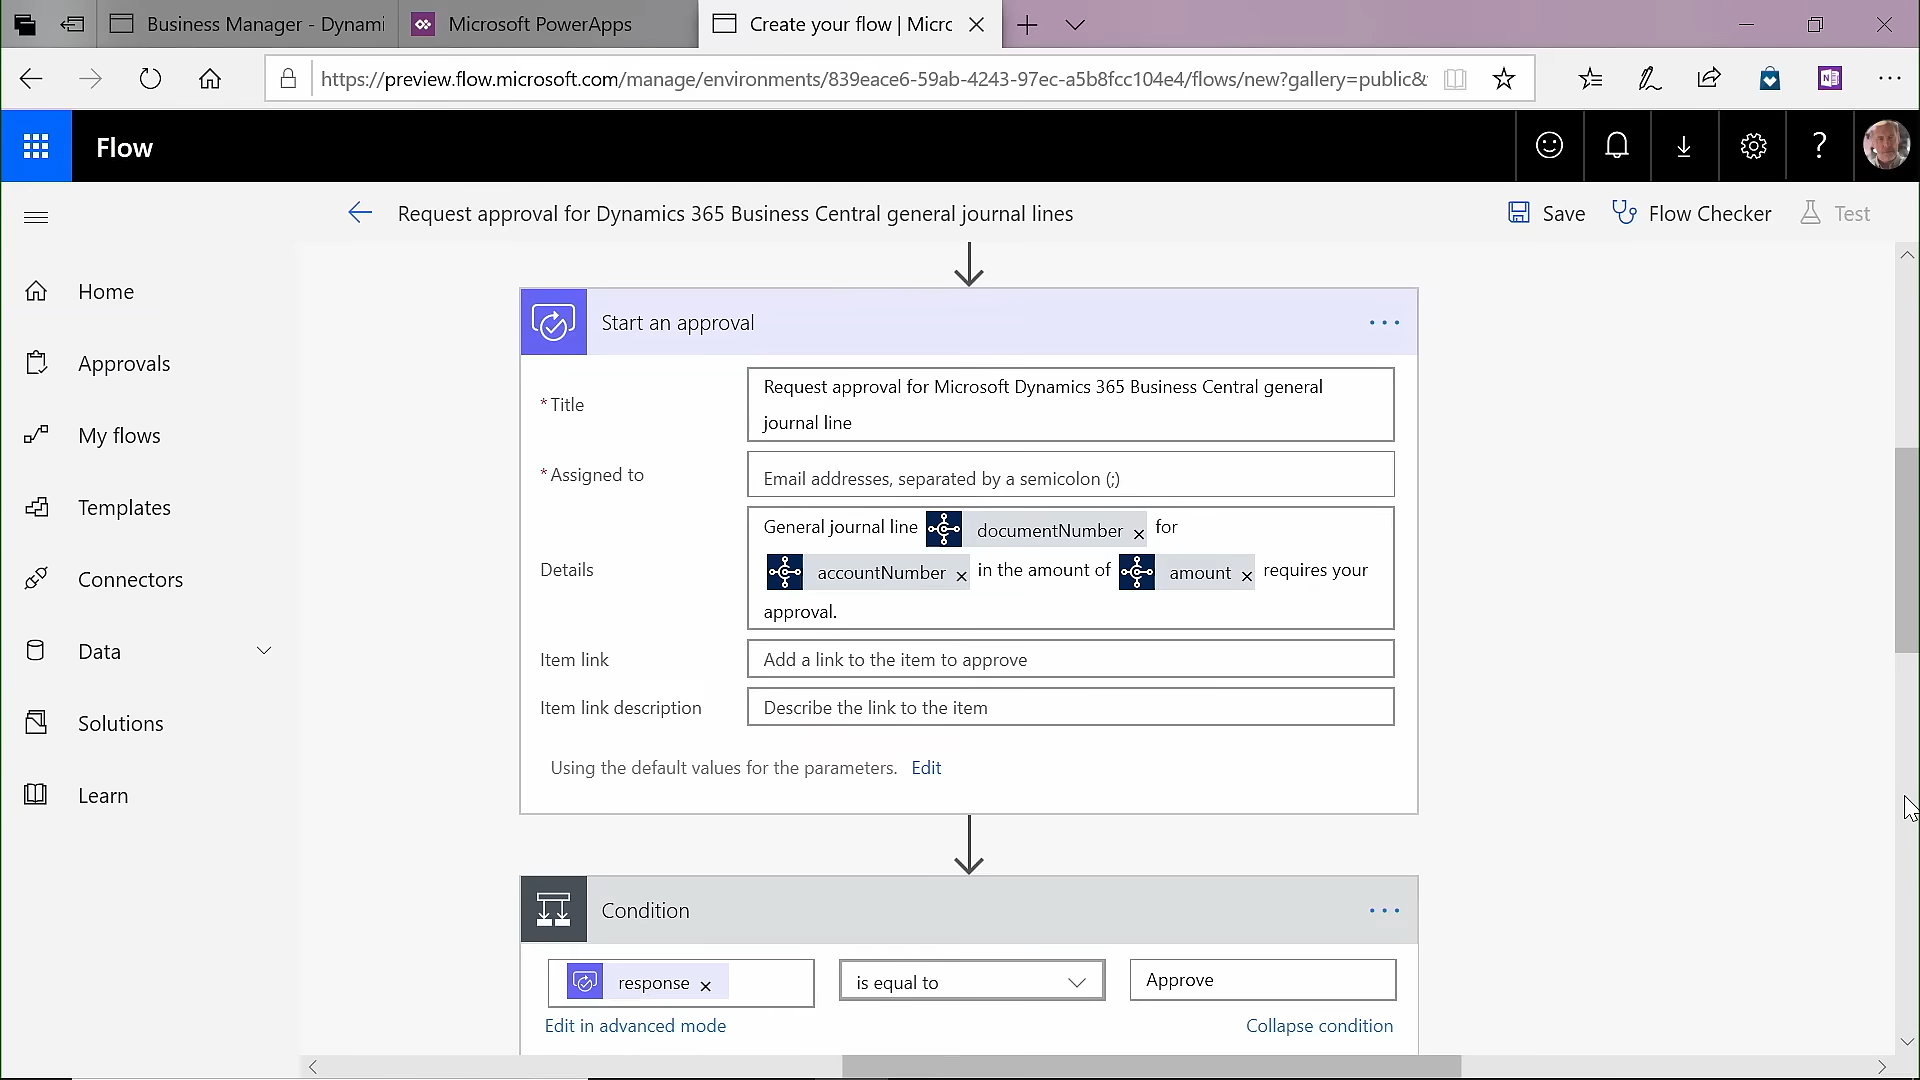 Business Manager - Dynami
Microsoft PowerApps
Create your flow | Micrc
https://preview.flow.microsoft.com/manage/environments/839eace6-59ab-4243-97ec-a5b8fcc104e4/flows/new?gallery=public&
Flow
Request approval for Dynamics 365 Business Central general journal lines
Save
Flow Checker
Test
Home
Approvals
My flows
Templates
Connectors
Data
Solutions
Learn
Start an approval
* Title
Request approval for Microsoft Dynamics 365 Business Central general
journal line
* Assigned to
Email addresses, separated by a semicolon (;)
Details
General journal line documentNumber × for
accountNumber × in the amount of amount × requires your
approval.
Item link
Add a link to the item to approve
Item link description
Describe the link to the item
Using the default values for the parameters. Edit
Condition
response ×
is equal to
Approve
Edit in advanced mode
Collapse condition